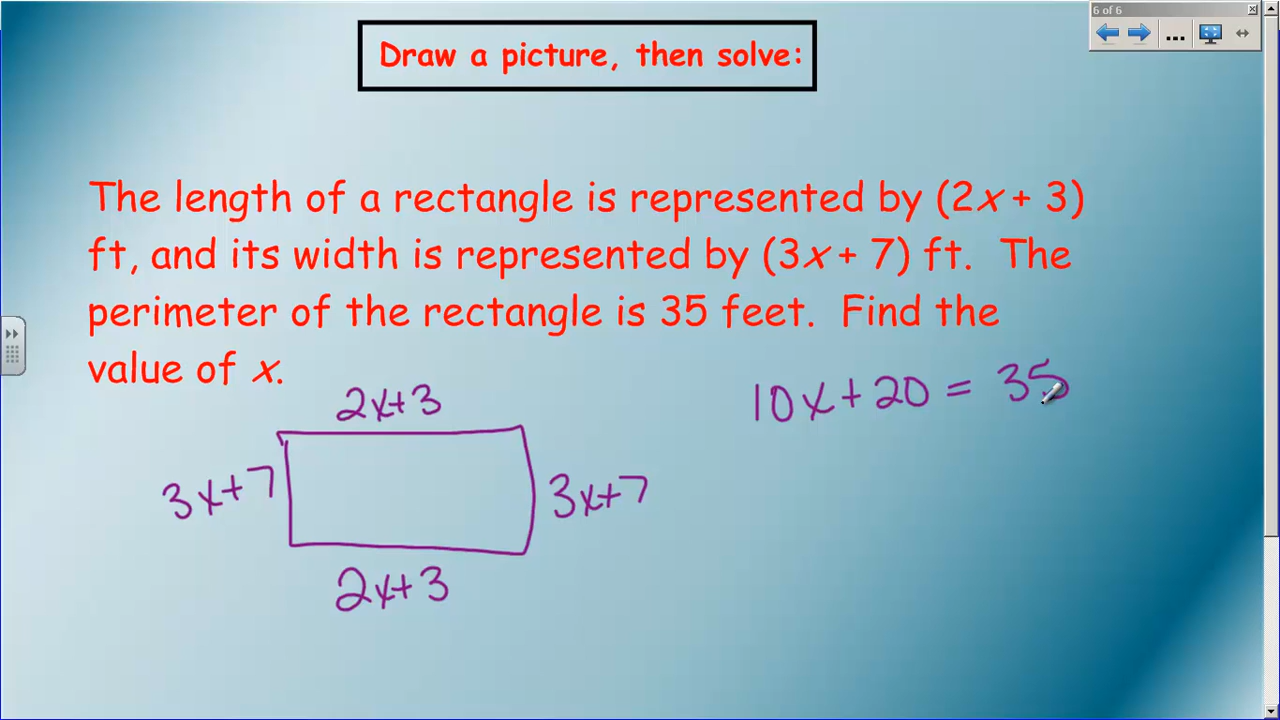 6 of 6
Draw a picture, then solve:
The length of a rectangle is represented by (2x + 3)
ft, and its width is represented by (3x + 7) ft. The
perimeter of the rectangle is 35 feet. Find the
value of x.
2x+3
10x+20 = 35
3x+7
3x+7
2x+3